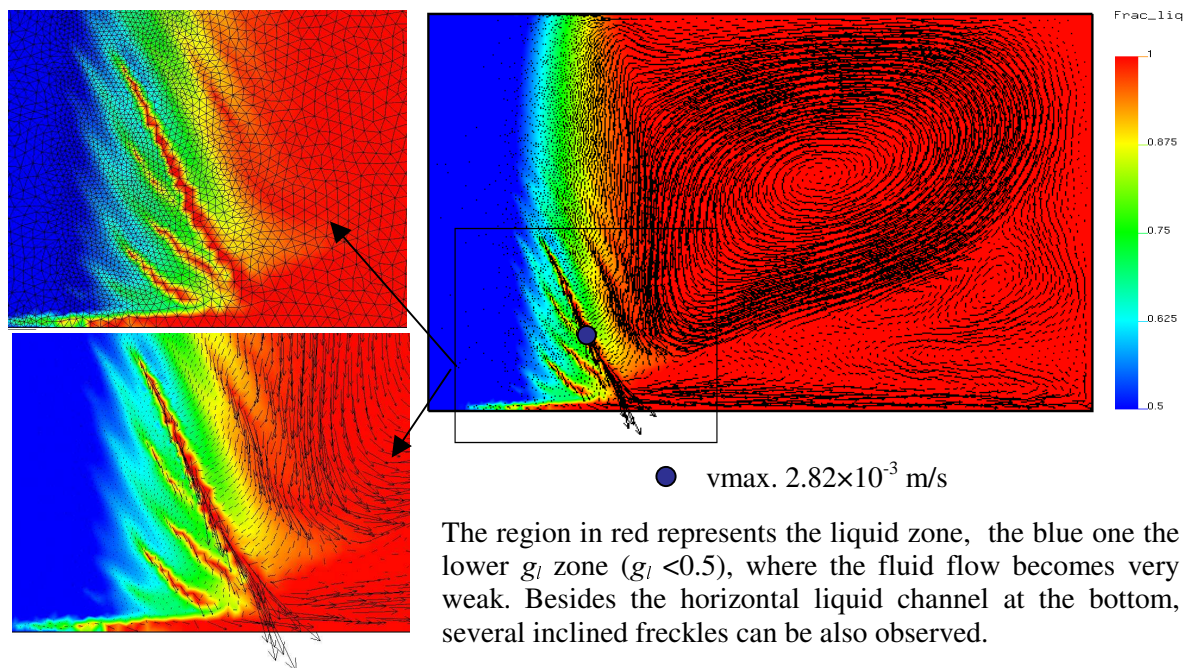 Frac_liq
1
0.875
0.75
0.625
0.5
vmax. 2.82×10⁻³ m/s
The region in red represents the liquid zone, the blue one the
lower gₗ zone (gₗ <0.5), where the fluid flow becomes very
weak. Besides the horizontal liquid channel at the bottom,
several inclined freckles can be also observed.